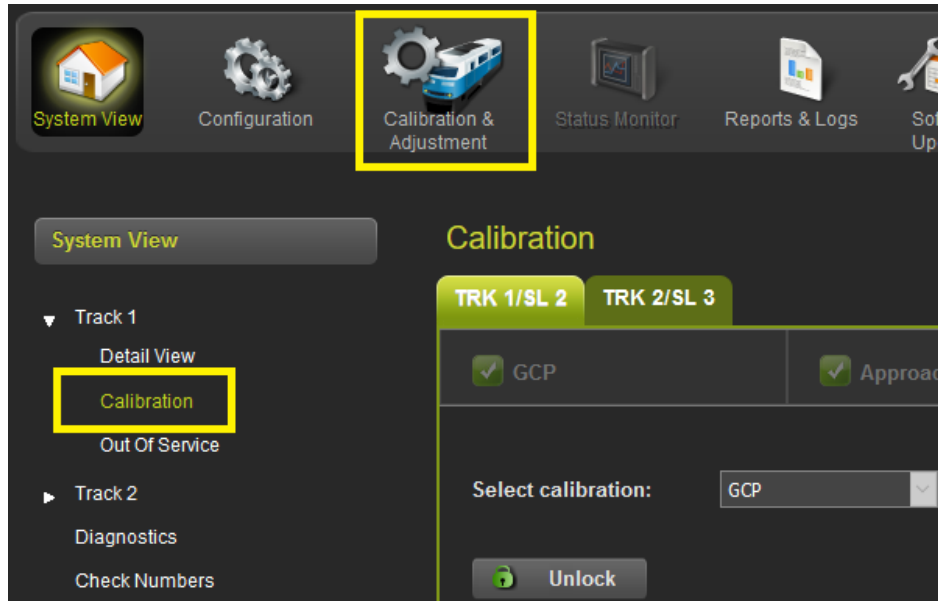 System View
Configuration
Calibration &
Adjustment
Status Monitor
Reports & Logs
System View
Calibration
TRK 1/SL 2
TRK 2/SL 3
Track 1
Detail View
GCP
Calibration
Out Of Service
Select calibration:
GCP
Track 2
Diagnostics
Unlock
Check Numbers